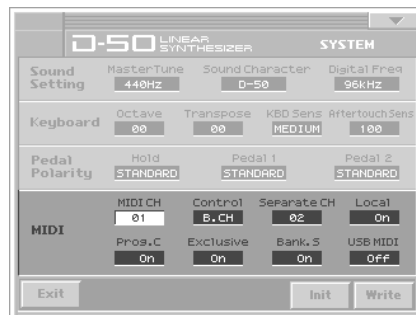 D-50 LINEAR SYNTHESIZER SYSTEM
Sound Setting
MasterTune Sound Character Digital Freq
440Hz D-50 96kHz
Keyboard
Octave Transpose KBD Sens Aftertouch Sens
00 00 MEDIUM 100
Pedal Polarity
Hold Pedal 1 Pedal 2
STANDARD STANDARD STANDARD
MIDI
MIDI CH Control Separate CH Local
01 B.CH 02 On
Prog.C Exclusive Bank.S USB MIDI
On On On Off
Exit Init Write